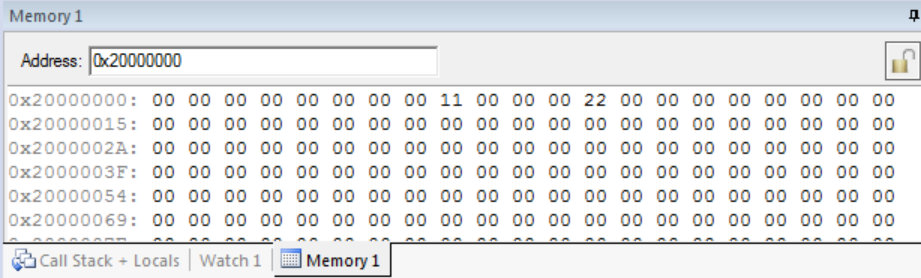 Memory 1
Address: 0x20000000
0x20000000: 00 00 00 00 00 00 00 00 11 00 00 00 22 00 00 00 00 00 00 00 00
0x20000015: 00 00 00 00 00 00 00 00 00 00 00 00 00 00 00 00 00 00 00 00 00
0x2000002A: 00 00 00 00 00 00 00 00 00 00 00 00 00 00 00 00 00 00 00 00 00
0x2000003F: 00 00 00 00 00 00 00 00 00 00 00 00 00 00 00 00 00 00 00 00 00
0x20000054: 00 00 00 00 00 00 00 00 00 00 00 00 00 00 00 00 00 00 00 00 00
0x20000069: 00 00 00 00 00 00 00 00 00 00 00 00 00 00 00 00 00 00 00 00 00
Call Stack + Locals | Watch 1 | Memory 1